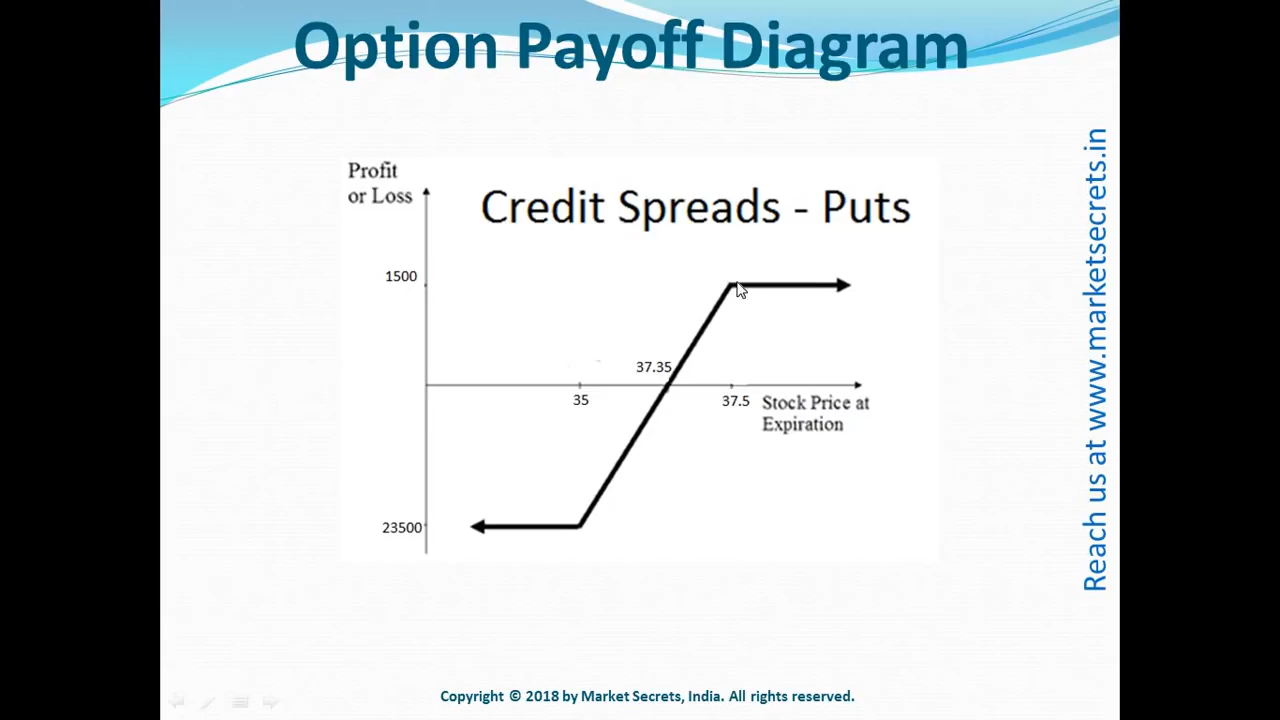 Option Payoff Diagram
Profit
or Loss
Credit Spreads - Puts
1500
37.35
35
37.5
Stock Price at
Expiration
23500
Reach us at www.marketsecrets.in
Copyright © 2018 by Market Secrets, India. All rights reserved.